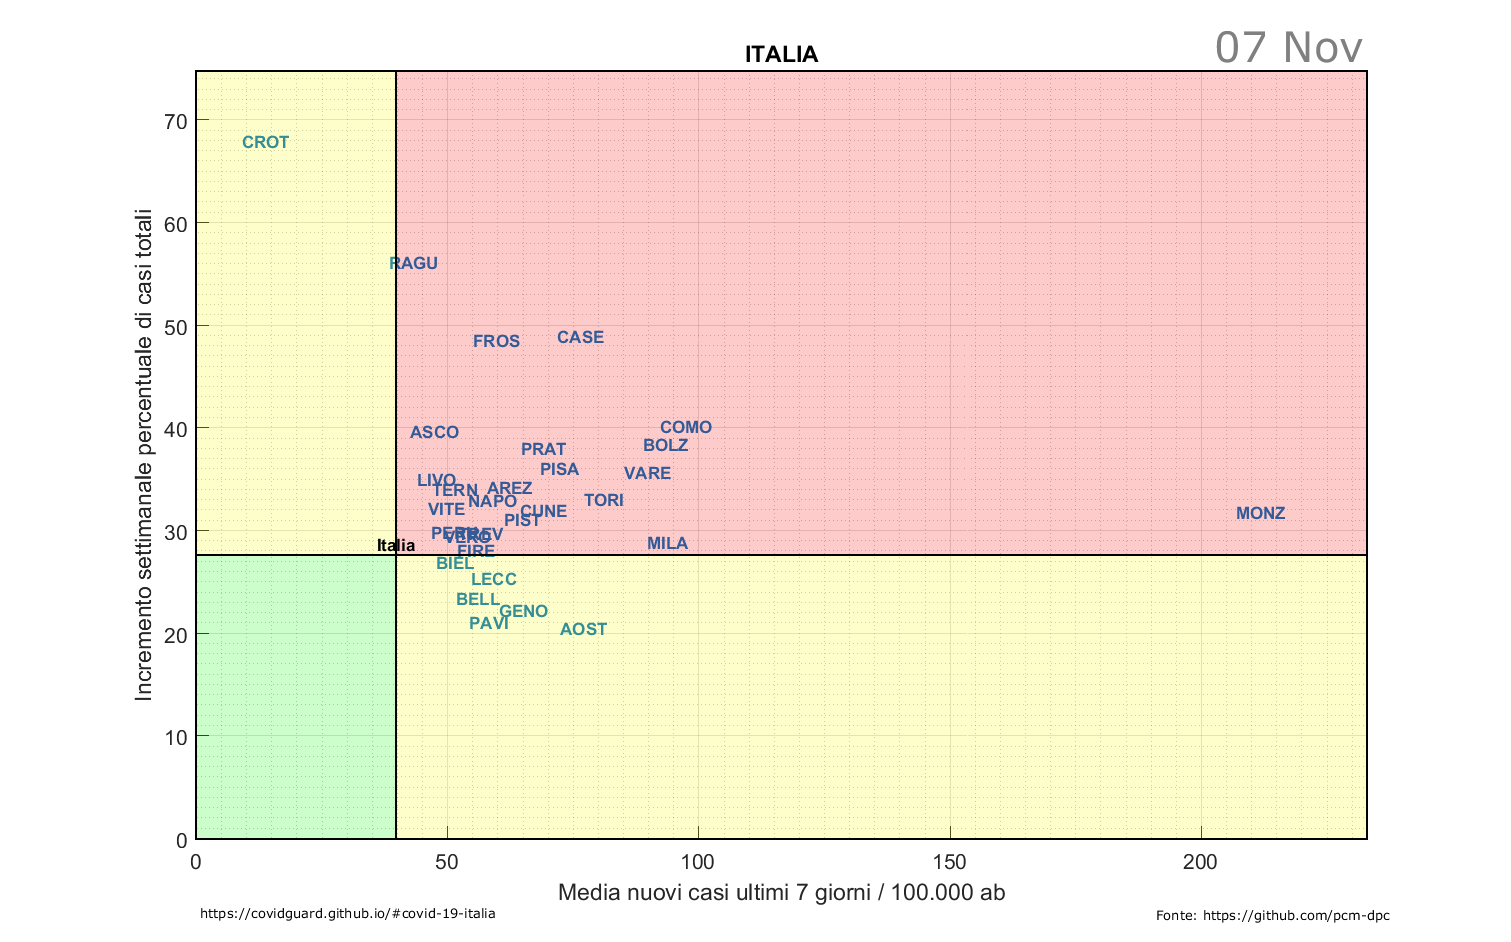 07 Nov
ITALIA
70
CROT
60
RAGU
50
FROS
CASE
40
ASCO
COMO
BOLZ
PRAT
PISA
VARE
LIVO
TERN
AREZ
NAPO
TORI
VITE
CUNE
PIST
MONZ
30
TREV
MILA
Italia
FIRE
BIEL
LECC
BELL
GENO
PAVI
AOST
20
10
0
0
50
100
150
200
Incremento settimanale percentuale di casi totali
Media nuovi casi ultimi 7 giorni / 100.000 ab
https://covidguard.github.io/#covid-19-italia
Fonte: https://github.com/pcm-dpc